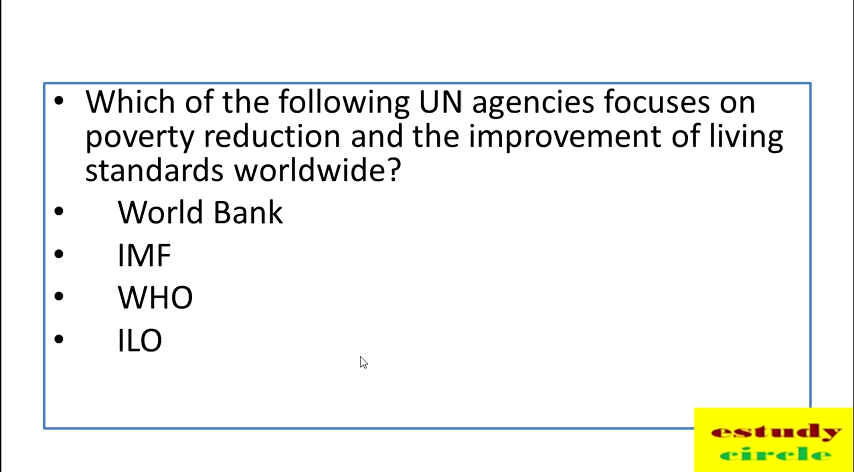 • Which of the following UN agencies focuses on
poverty reduction and the improvement of living
standards worldwide?
• World Bank
• IMF
• WHO
• ILO
estudy
circle